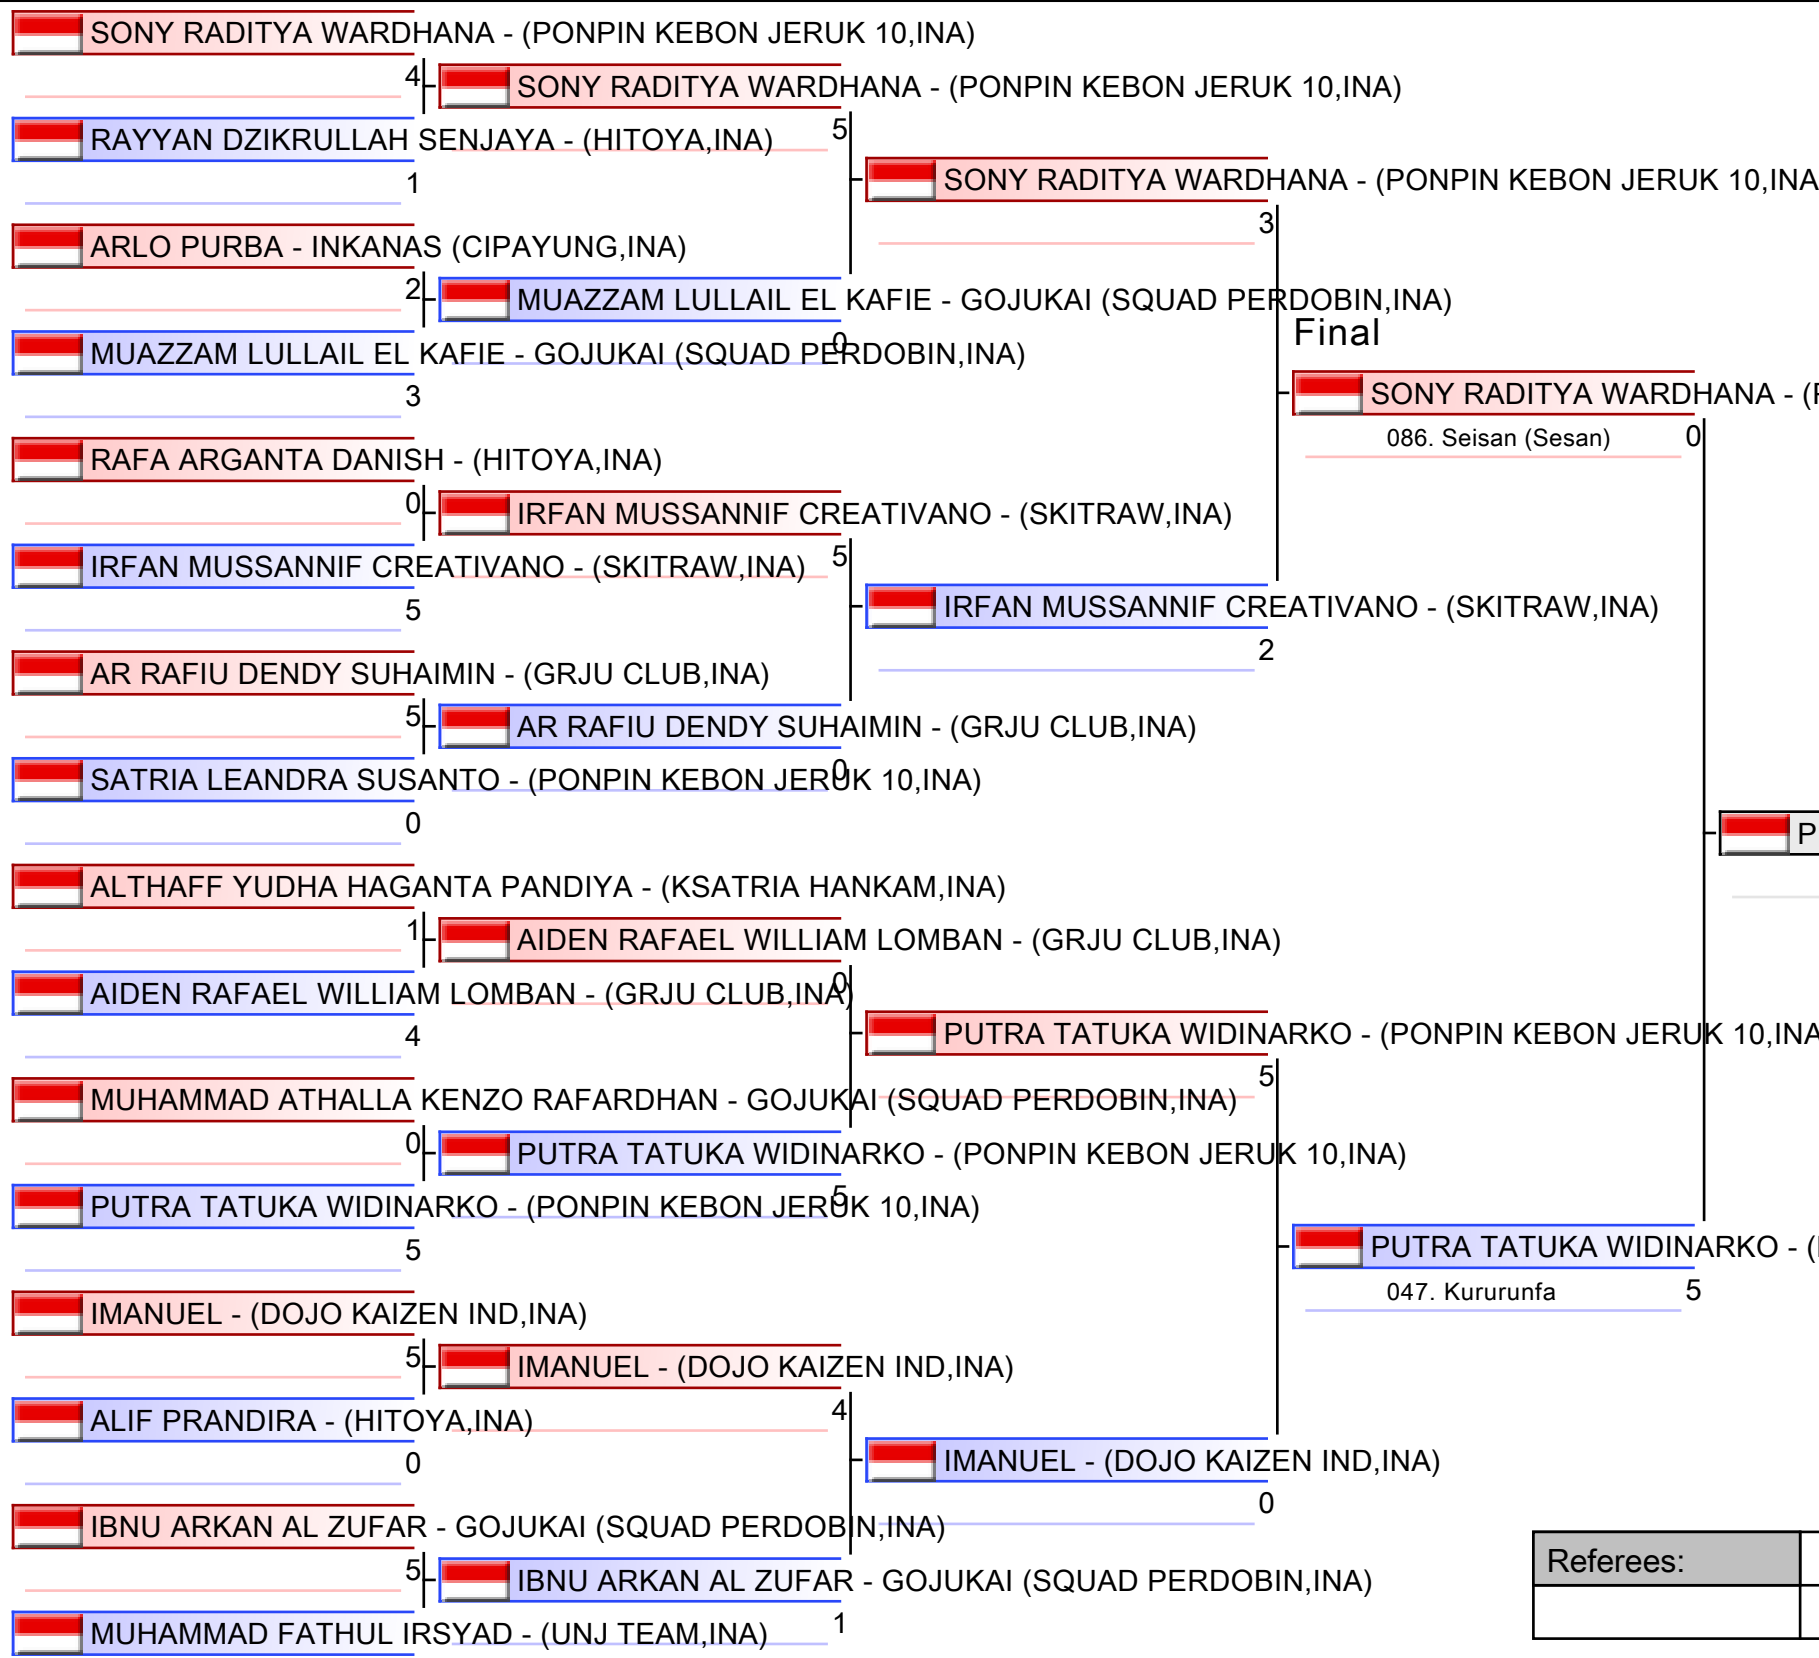 SONY RADITYA WARDHANA - (PONPIN KEBON JERUK 10,INA)
4
SONY RADITYA WARDHANA - (PONPIN KEBON JERUK 10,INA)
RAYYAN DZIKRULLAH SENJAYA - (HITOYA,INA)
5
1
SONY RADITYA WARDHANA - (PONPIN KEBON JERUK 10,INA
3
ARLO PURBA - INKANAS (CIPAYUNG,INA)
2
MUAZZAM LULLAIL EL KAFIE - GOJUKAI (SQUAD PERDOBIN,INA)
Final
MUAZZAM LULLAIL EL KAFIE - GOJUKAI (SQUAD PERDOBIN,INA)
0
3
SONY RADITYA WARDHANA - (
086. Seisan (Sesan)
0
RAFA ARGANTA DANISH - (HITOYA,INA)
0
IRFAN MUSSANNIF CREATIVANO - (SKITRAW,INA)
IRFAN MUSSANNIF CREATIVANO - (SKITRAW,INA)
5
5
IRFAN MUSSANNIF CREATIVANO - (SKITRAW,INA)
2
AR RAFIU DENDY SUHAIMIN - (GRJU CLUB,INA)
5
AR RAFIU DENDY SUHAIMIN - (GRJU CLUB,INA)
SATRIA LEANDRA SUSANTO - (PONPIN KEBON JERUK 10,INA)
0
0
P
ALTHAFF YUDHA HAGANTA PANDIYA - (KSATRIA HANKAM,INA)
1
AIDEN RAFAEL WILLIAM LOMBAN - (GRJU CLUB,INA)
AIDEN RAFAEL WILLIAM LOMBAN - (GRJU CLUB,INA)
0
4
PUTRA TATUKA WIDINARKO - (PONPIN KEBON JERUK 10,INA
5
MUHAMMAD ATHALLA KENZO RAFARDHAN - GOJUKAI (SQUAD PERDOBIN,INA)
0
PUTRA TATUKA WIDINARKO - (PONPIN KEBON JERUK 10,INA)
PUTRA TATUKA WIDINARKO - (PONPIN KEBON JERUK 10,INA)
5
5
PUTRA TATUKA WIDINARKO - (
047. Kururunfa
5
IMANUEL - (DOJO KAIZEN IND,INA)
5
IMANUEL - (DOJO KAIZEN IND,INA)
ALIF PRANDIRA - (HITOYA,INA)
4
0
IMANUEL - (DOJO KAIZEN IND,INA)
0
IBNU ARKAN AL ZUFAR - GOJUKAI (SQUAD PERDOBIN,INA)
5
IBNU ARKAN AL ZUFAR - GOJUKAI (SQUAD PERDOBIN,INA)
Referees:
MUHAMMAD FATHUL IRSYAD - (UNJ TEAM,INA)
1